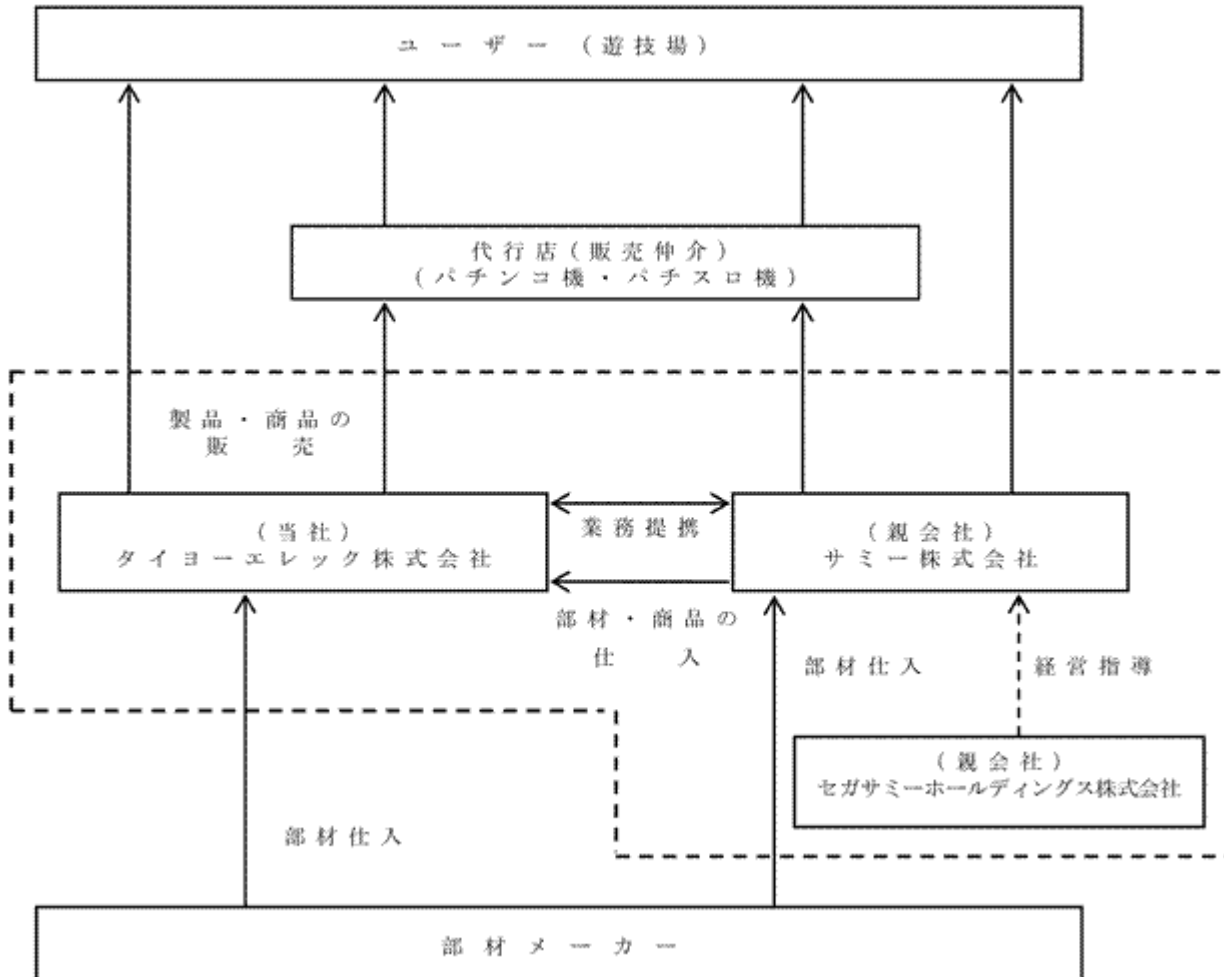 ユーザー（遊技場）
代行店（販売仲介）
（パチンコ機・パチスロ機）
製品・商品の
販売
（当社）
タイヨーエレック株式会社
業務提携
（親会社）
サミー株式会社
部材・商品の
仕入
部材仕入
経営指導
（親会社）
セガサミーホールディングス株式会社
部材仕入
部材メーカー